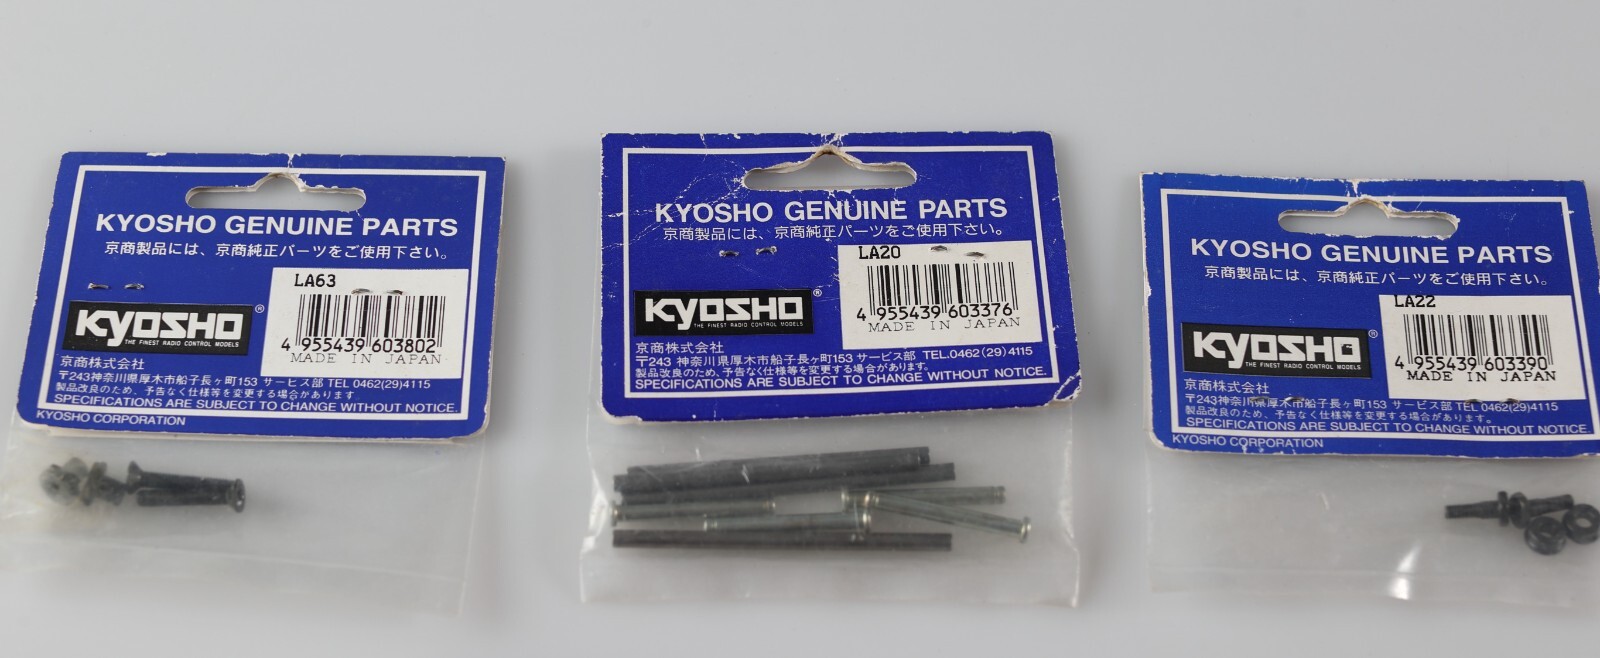 KYOSHO GENUINE PARTS
京商製品には、京商純正パーツをご使用下さい。
LA63
KYOSHO®
THE FINEST RADIO CONTROL MODELS
4 955439 603802
MADE IN JAPAN
京商株式会社
〒243神奈川県厚木市船子長ヶ町153 サービス部 TEL 0462(29)4115
製品改良のため、予告なく仕様等を変更する場合があります。
SPECIFICATIONS ARE SUBJECT TO CHANGE WITHOUT NOTICE.
KYOSHO CORPORATION
KYOSHO GENUINE PARTS
京商製品には、京商純正パーツをご使用下さい。
LA20
KYOSHO®
THE FINEST RADIO CONTROL MODELS
4 955439 603376
MADE IN JAPAN
京商株式会社
〒243 神奈川県厚木市船子長ヶ町153 サービス部 TEL.0462(29)4115
製品改良のため、予告なく仕様等を変更する場合があります。
SPECIFICATIONS ARE SUBJECT TO CHANGE WITHOUT NOTICE.
KYOSHO GENUINE PARTS
京商製品には、京商純正パーツをご使用下さい。
LA22
KYOSHO®
THE FINEST RADIO CONTROL MODELS
4 955439 603390
MADE IN JAPAN
京商株式会社
〒243神奈川県厚木市船子長ヶ町153 サービス部 TEL 0462(29)4115
製品改良のため、予告なく仕様等を変更する場合があります。
SPECIFICATIONS ARE SUBJECT TO CHANGE WITHOUT NOTICE.
KYOSHO CORPORATION